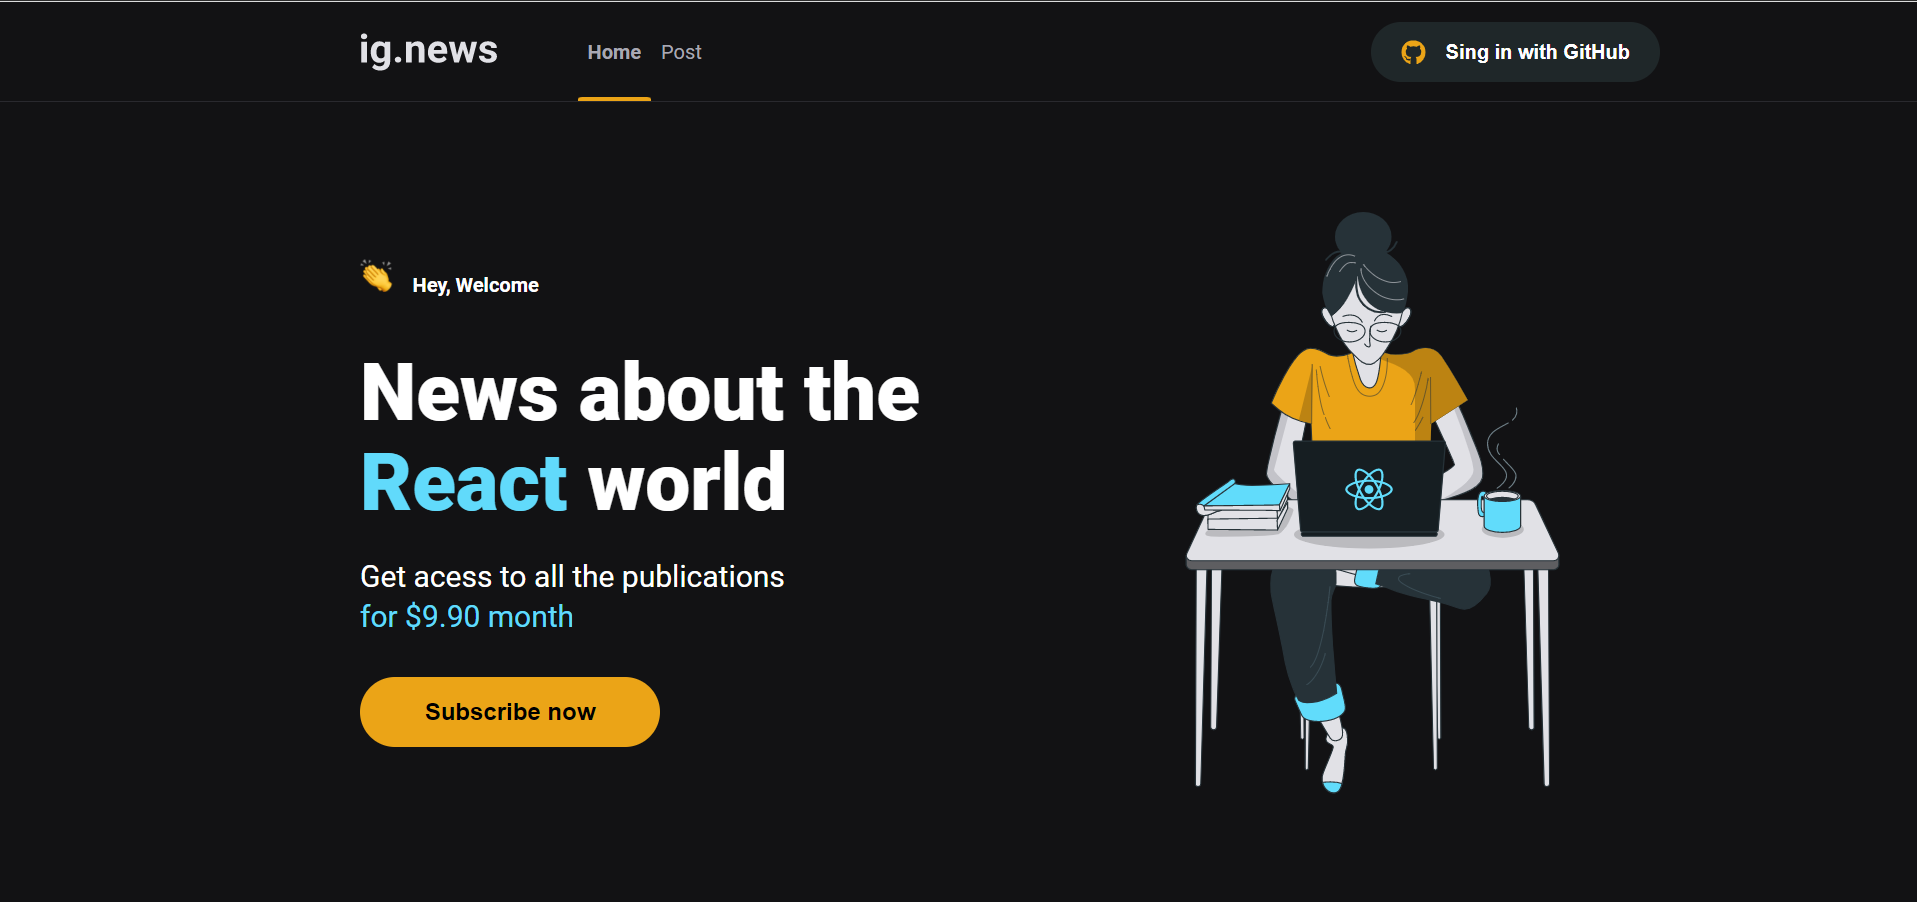 ig.news
Home Post
Sing in with GitHub
Hey, Welcome
News about the
React world
Get acess to all the publications
for $9.90 month
Subscribe now